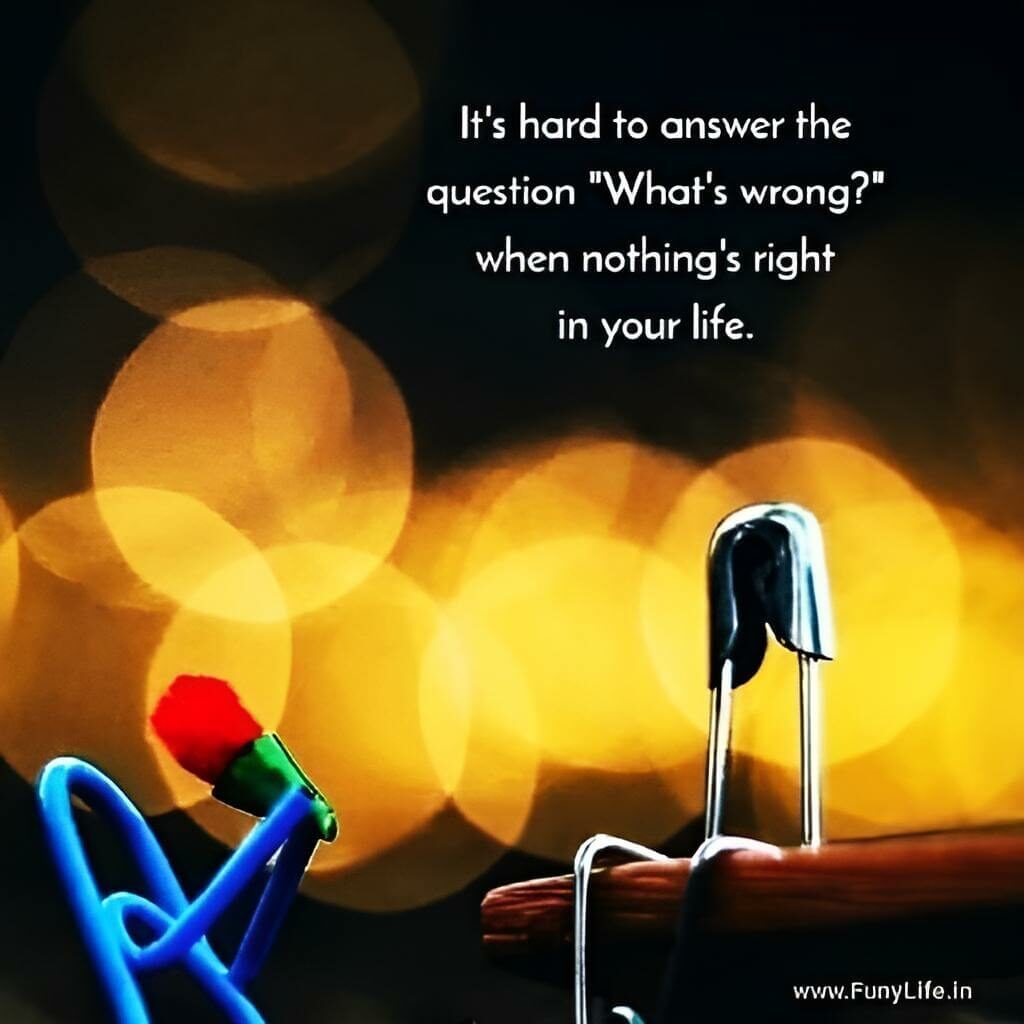 It's hard to answer the
question "What's wrong?"
when nothing's right
in your life.
www.FunyLife.in